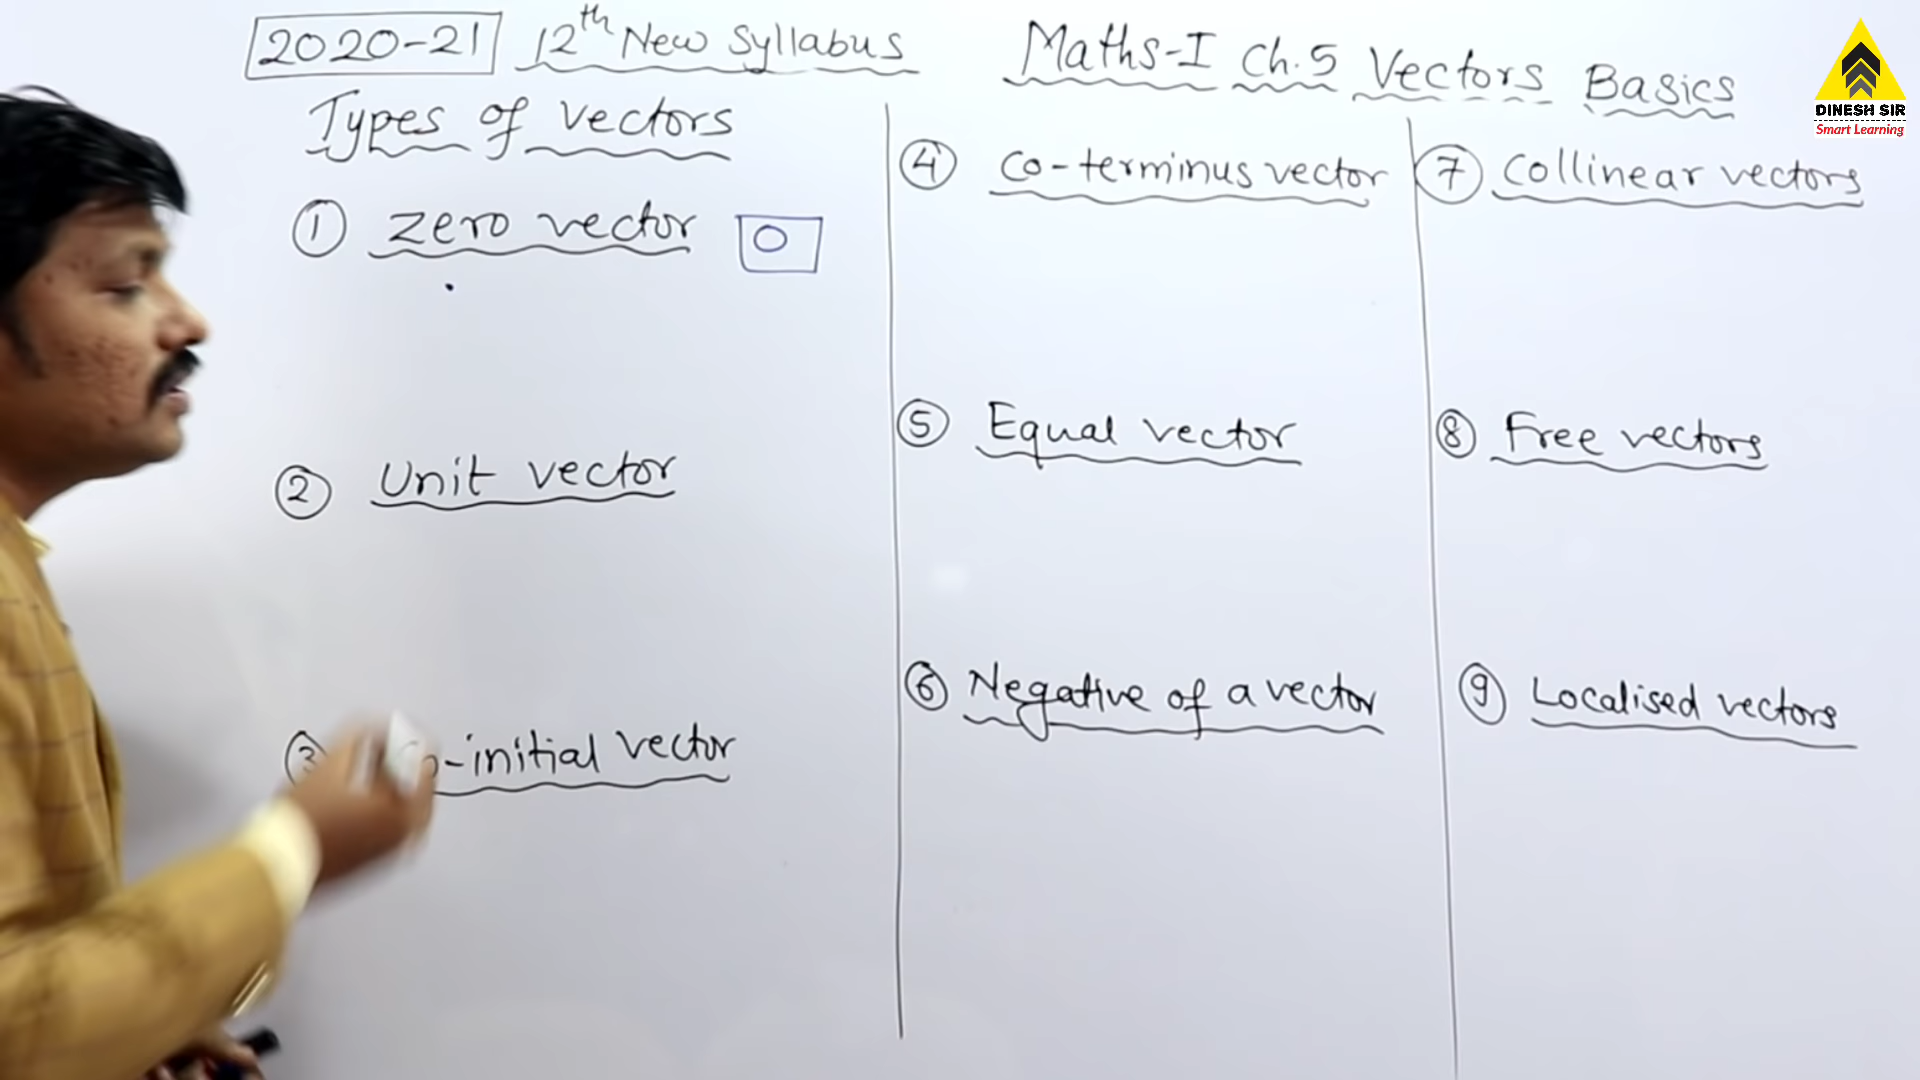 2020-21 12th New Syllabus Maths-I Ch.5 Vectors Basics
DINESH SIR
Smart Learning
Types of vectors
① zero vector 0
② Unit vector
③ -initial vector
④ co-terminus vector
⑤ Equal vector
⑥ Negative of a vector
⑦ collinear vectors
⑧ Free vectors
⑨ Localised vectors